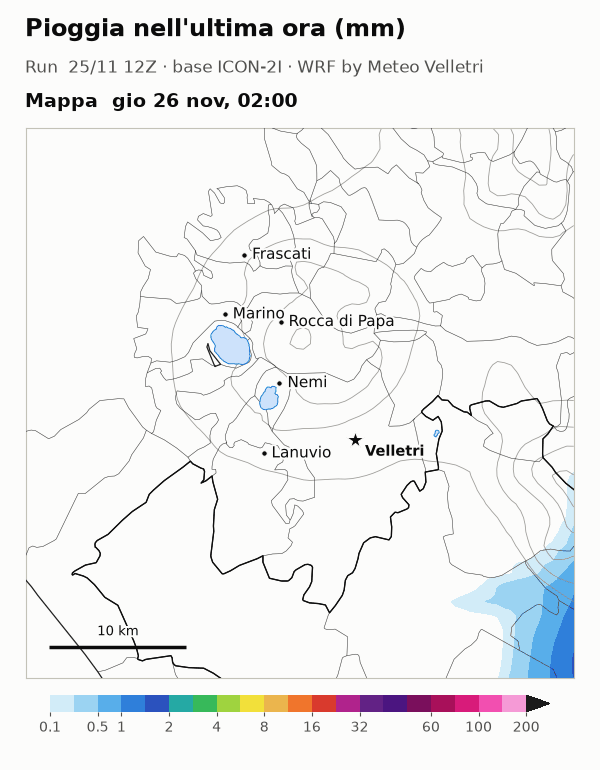 Pioggia nell'ultima ora (mm)
Run  25/11 12Z · base ICON-2I · WRF by Meteo Velletri
Mappa  gio 26 nov, 02:00
Frascati
Marino
Rocca di Papa
Nemi
Velletri
Lanuvio
10 km
0.1 0.5 1 2 4 8 16 32 60 100 200